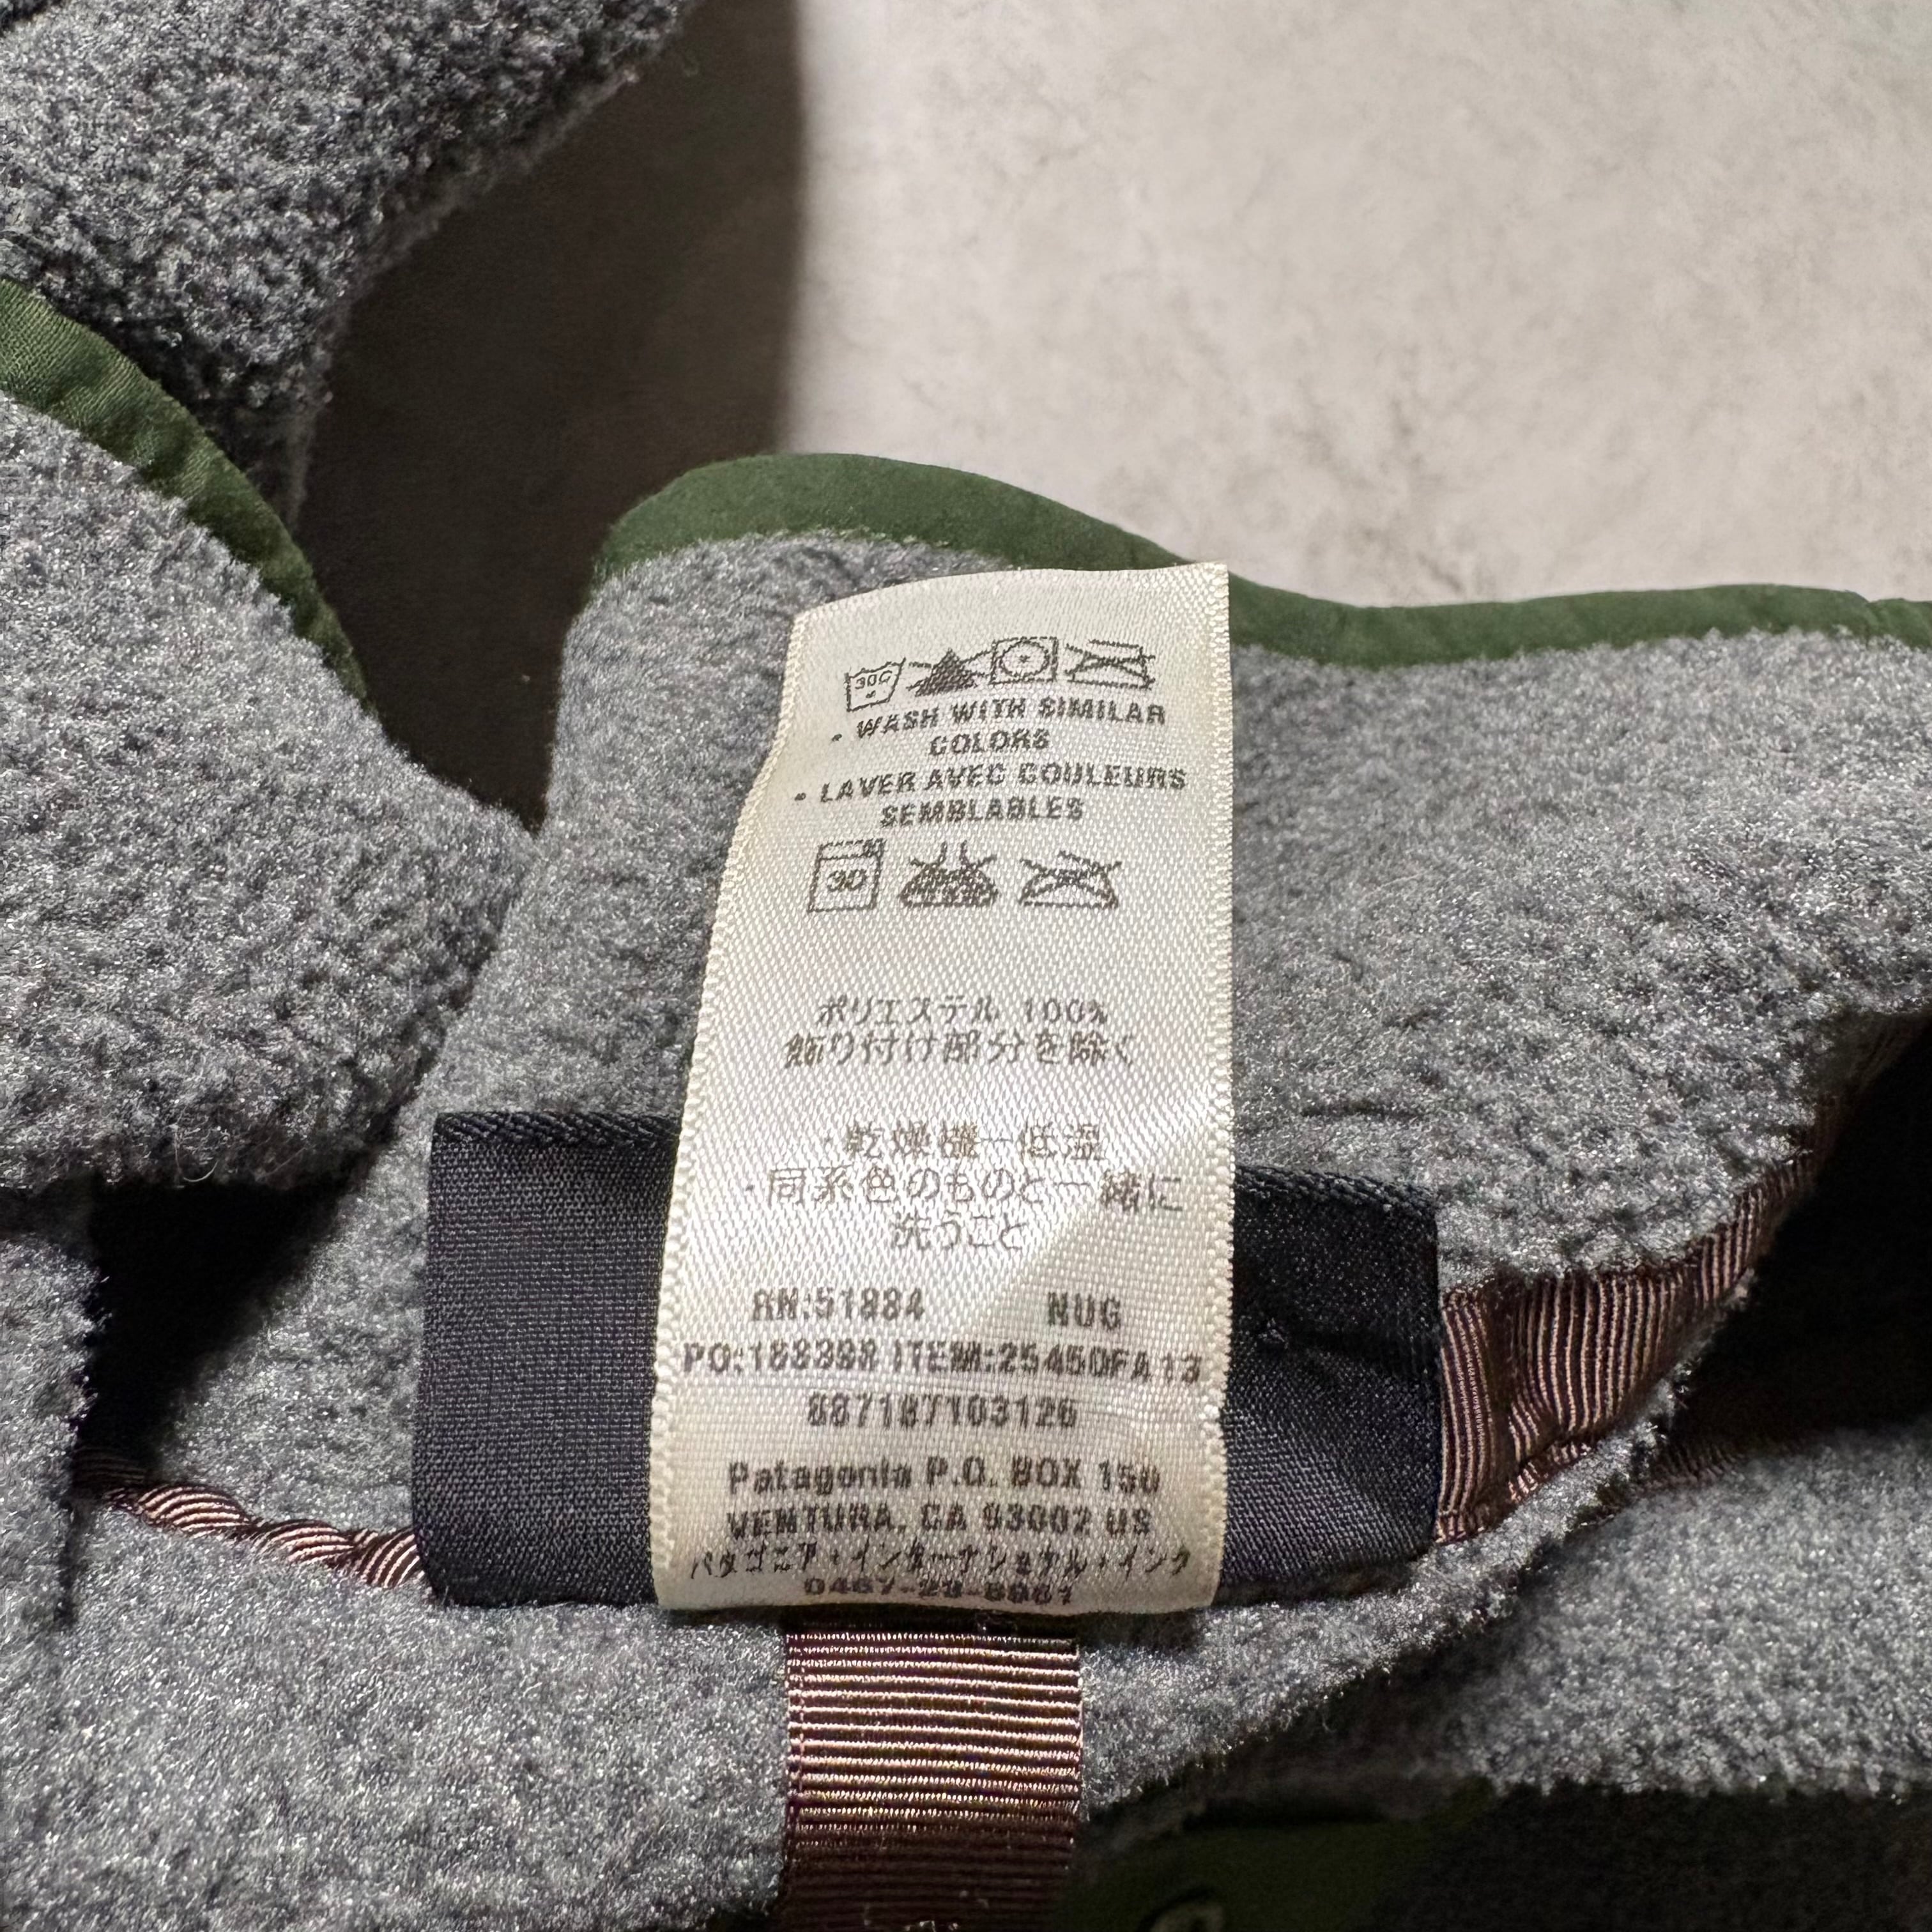 30C
• WASH WITH SIMILAR
COLORS
• LAVER AVEC COULEURS
SEMBLABLES
30
ポリエステル 100%
飾り付け部分を除く
・乾燥機ー低温
・同系色のものと一緒に
洗うこと
RN:51884 NUG
ITEM:25450FA13
887187103126
Patagonia P.O. BOX 150
VENTURA, CA 93002 US
パタゴニア・インターナショナル・インク